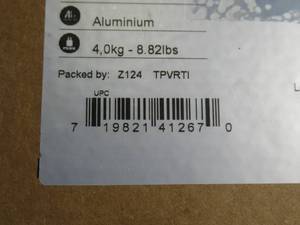 Aluminium
4,0kg - 8.82lbs
Packed by: Z124 TPVRTI
UPC
7 19821 41267 0